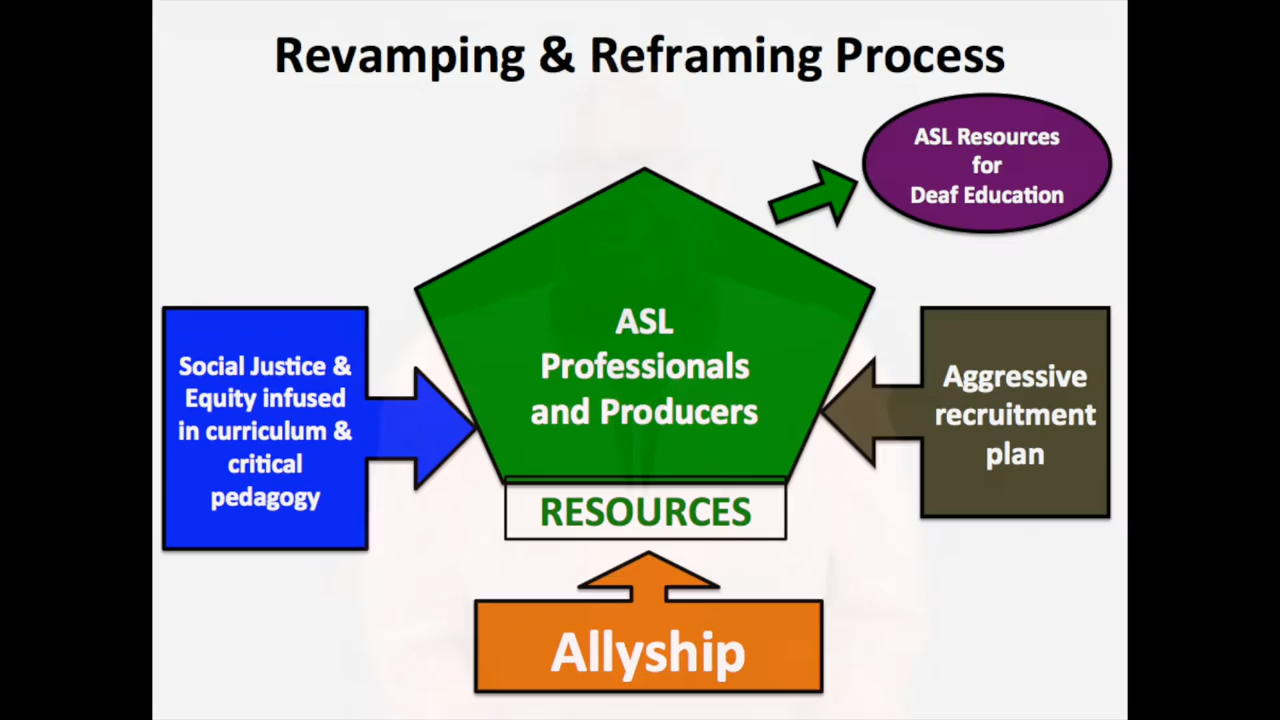 Revamping & Reframing Process
ASL Resources
for
Deaf Education
ASL
Professionals
and Producers
Social Justice &
Equity infused
in curriculum &
critical
pedagogy
Aggressive
recruitment
plan
RESOURCES
Allyship